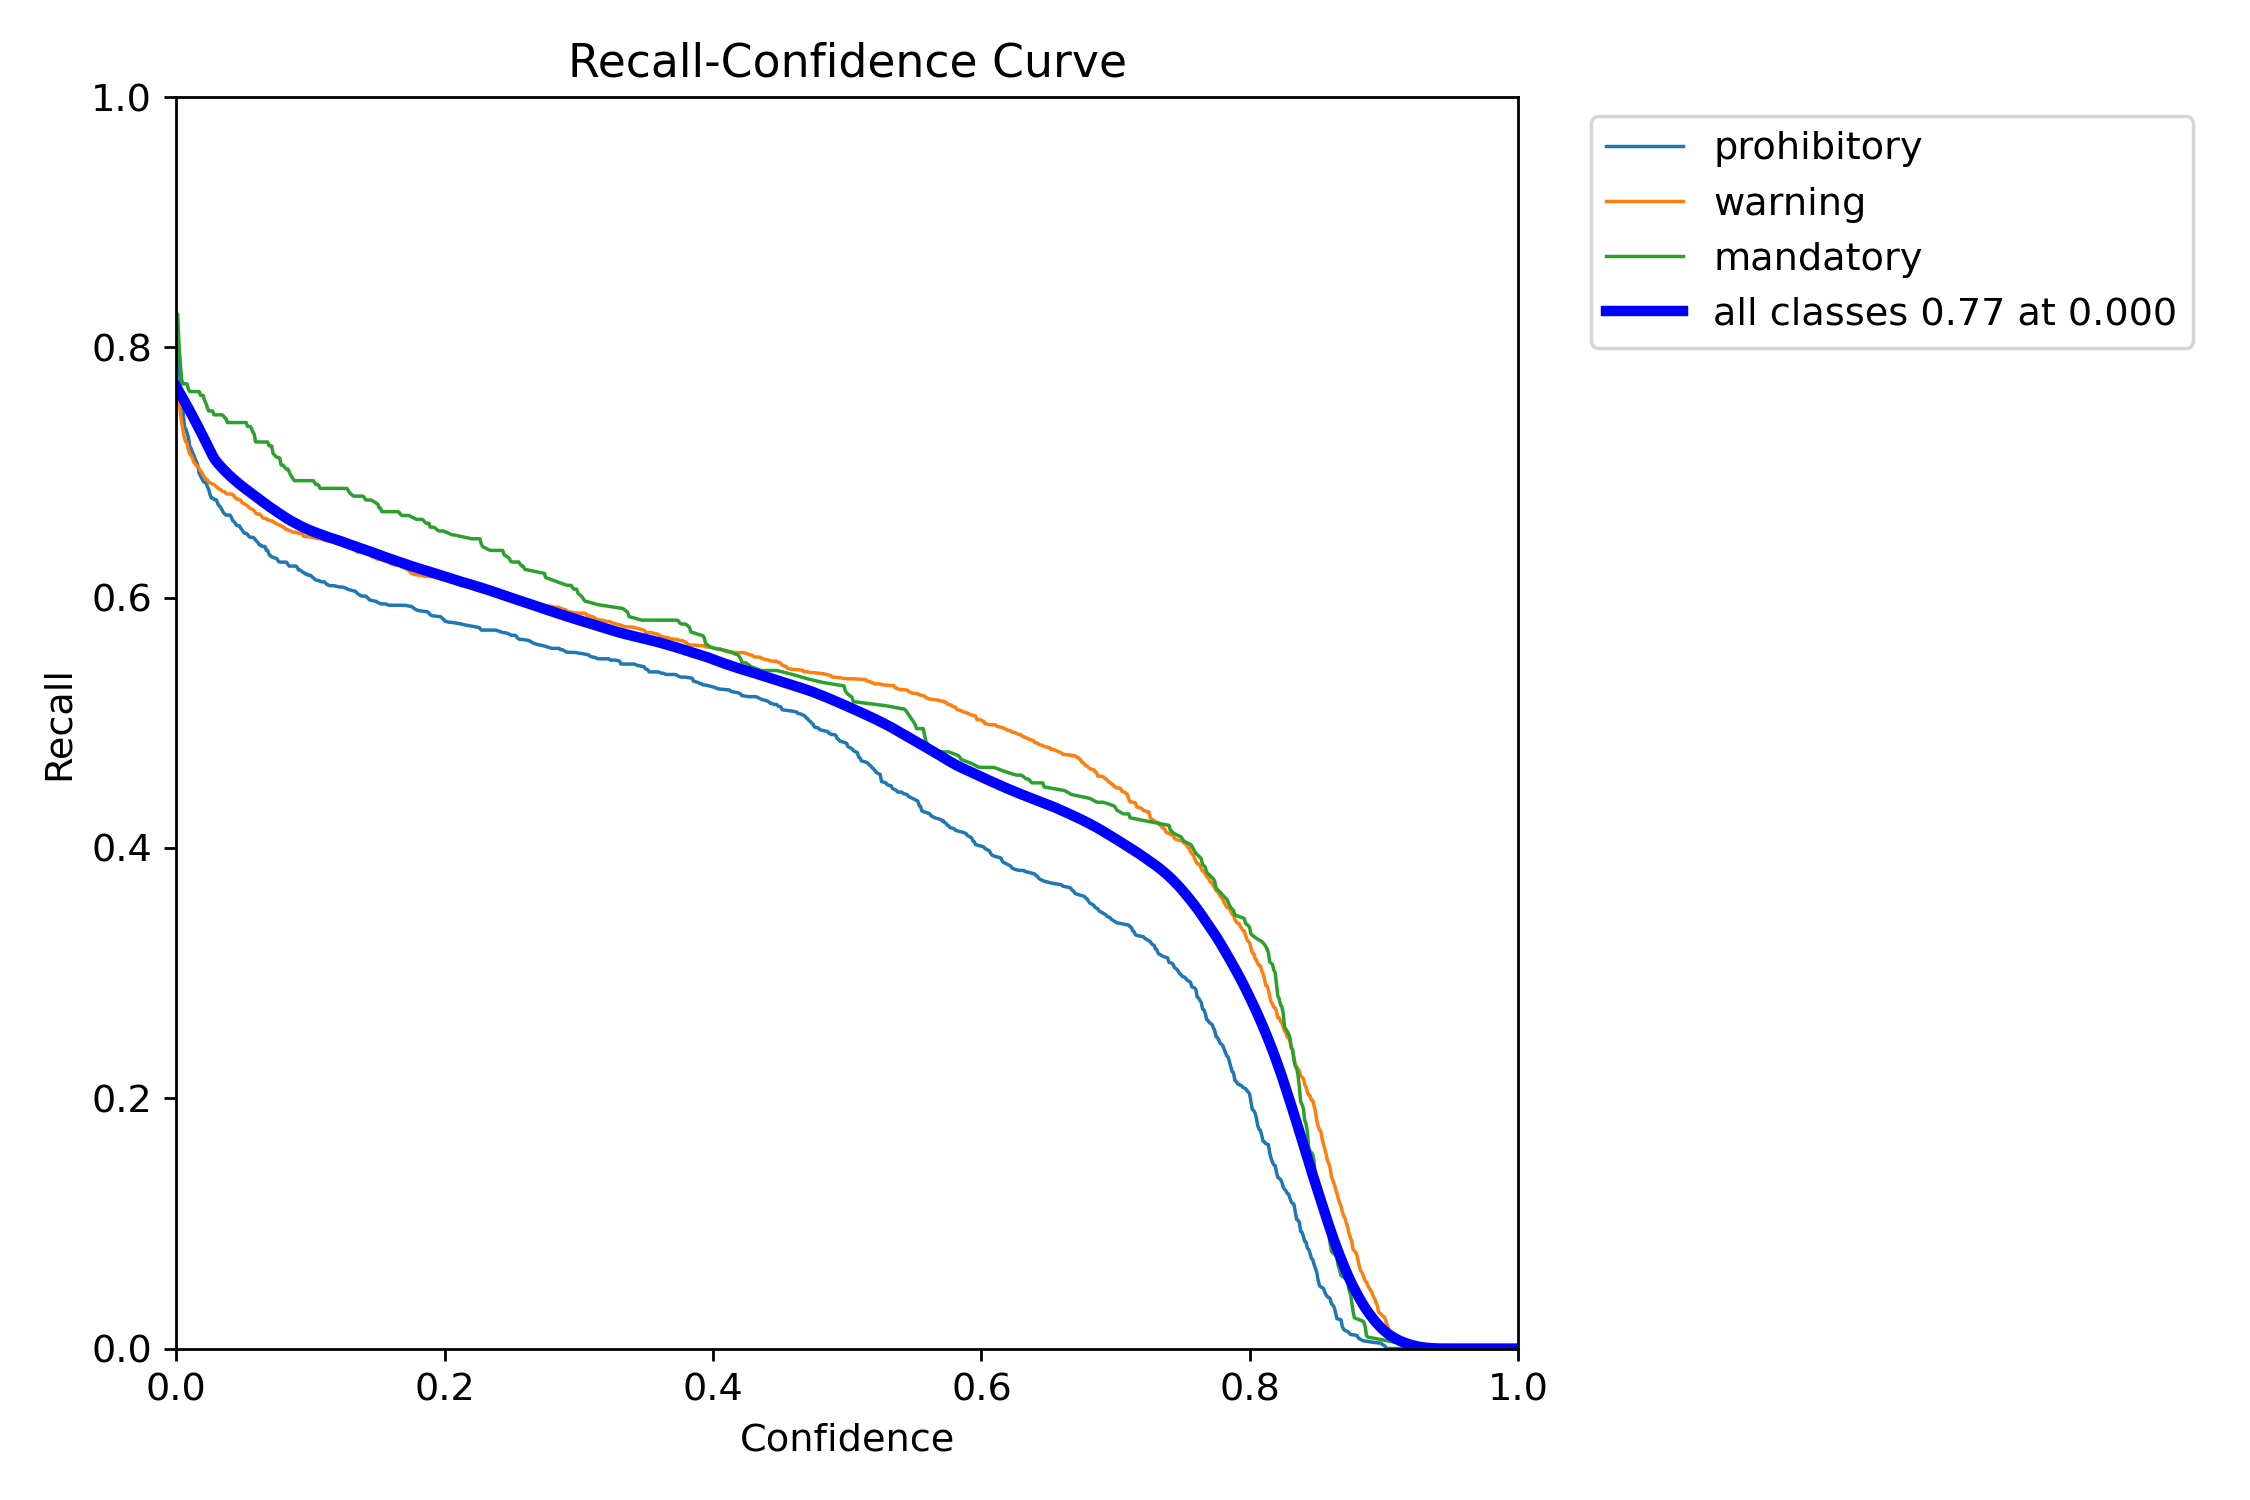 Recall-Confidence Curve
1.0
0.8
0.6
0.4
0.2
0.0
Recall
0.0 0.2 0.4 0.6 0.8 1.0
Confidence
prohibitory
warning
mandatory
all classes 0.77 at 0.000